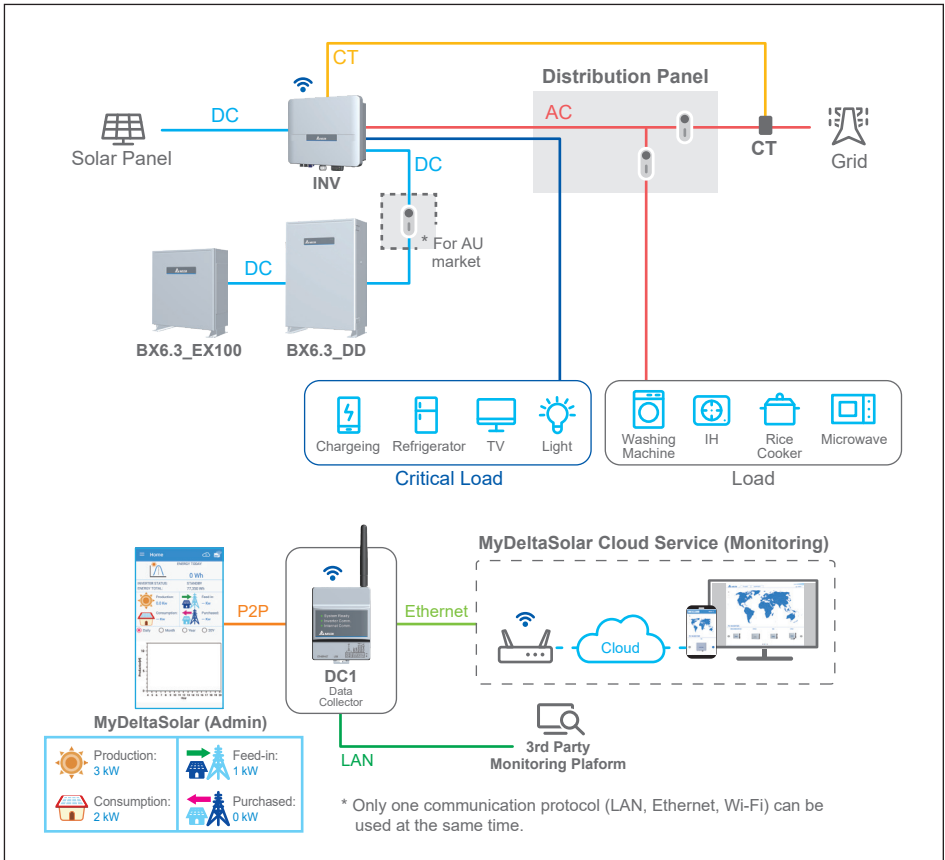 CT
Distribution Panel
DC
AC
Solar Panel
INV
DC
CT
Grid
* For AU
market
DC
BX6.3_EX100
BX6.3_DD
Chargeing
Refrigerator
TV
Light
Washing
Machine
IH
Rice
Cooker
Microwave
Critical Load
Load
MyDeltaSolar Cloud Service (Monitoring)
Home
0 Wh
P2P
Ethernet
Cloud
DC1
Data
Collector
MyDeltaSolar (Admin)
LAN
3rd Party
Monitoring Plaform
Production:
3 kW
Feed-in:
1 kW
Consumption:
2 kW
Purchased:
0 kW
* Only one communication protocol (LAN, Ethernet, Wi-Fi) can be
used at the same time.